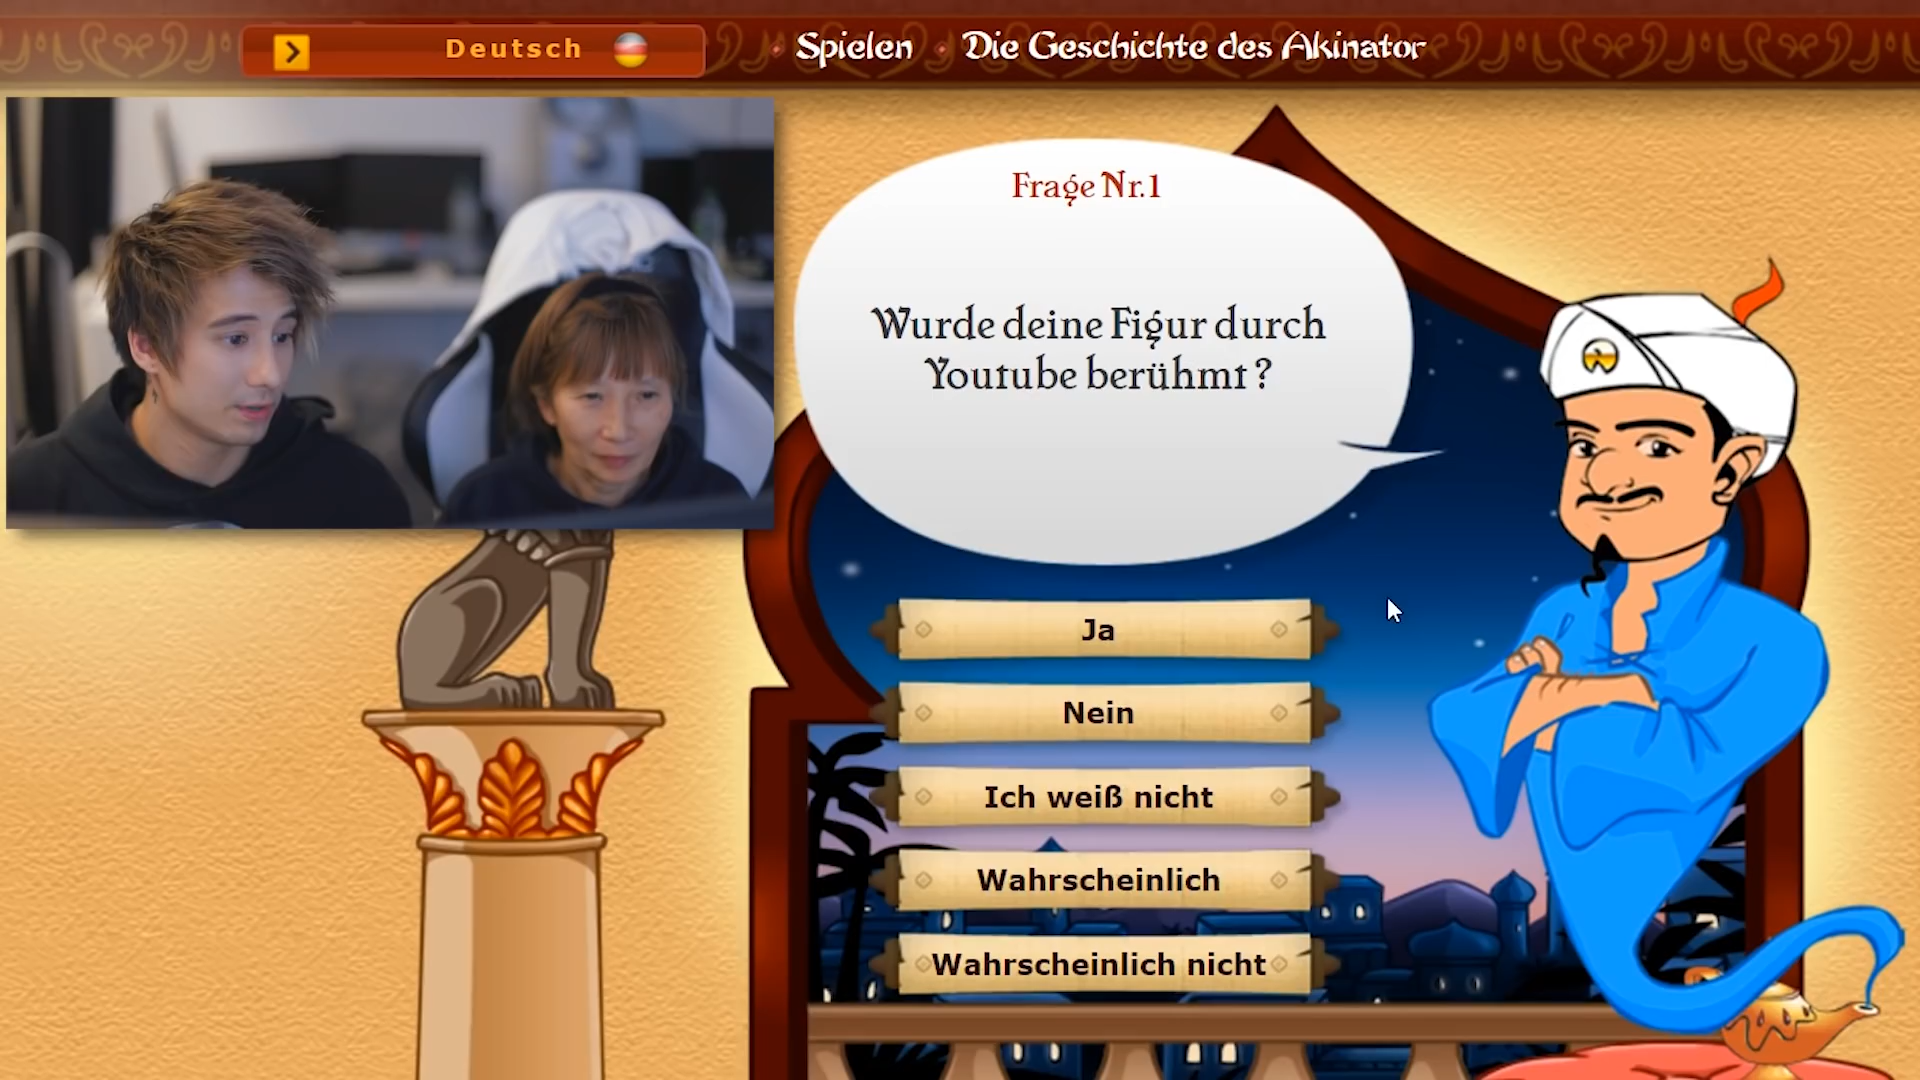 Deutsch
Spielen
Die Geschichte des Akinator
Frage Nr.1
Wurde deine Figur durch
Youtube berühmt ?
Ja
Nein
Ich weiß nicht
Wahrscheinlich
Wahrscheinlich nicht